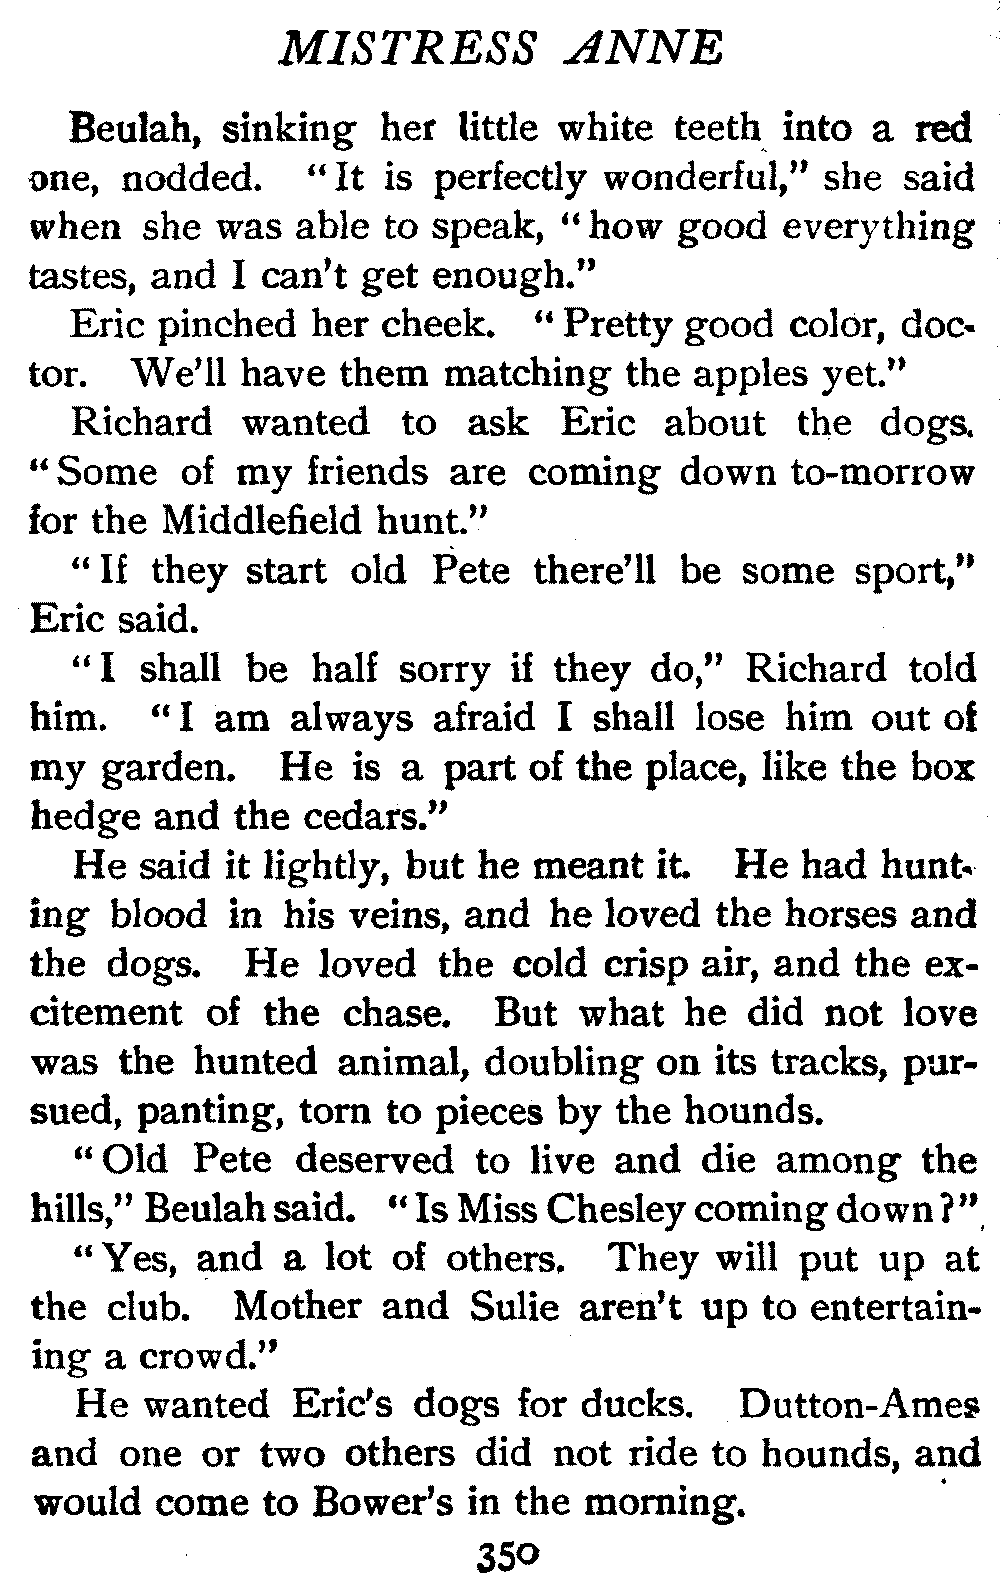 MISTRESS ANNE
Beulah, sinking her little white teeth into a red
one, nodded. "It is perfectly wonderful," she said
when she was able to speak, "how good everything
tastes, and I can't get enough."
Eric pinched her cheek. "Pretty good color, doc-
tor. We'll have them matching the apples yet."
Richard wanted to ask Eric about the dogs.
"Some of my friends are coming down to-morrow
for the Middlefield hunt."
"If they start old Pete there'll be some sport,"
Eric said.
"I shall be half sorry if they do," Richard told
him. "I am always afraid I shall lose him out of
my garden. He is a part of the place, like the box
hedge and the cedars."
He said it lightly, but he meant it. He had hunt-
ing blood in his veins, and he loved the horses and
the dogs. He loved the cold crisp air, and the ex-
citement of the chase. But what he did not love
was the hunted animal, doubling on its tracks, pur-
sued, panting, torn to pieces by the hounds.
"Old Pete deserved to live and die among the
hills," Beulah said. "Is Miss Chesley coming down?"
"Yes, and a lot of others. They will put up at
the club. Mother and Sulie aren't up to entertain-
ing a crowd."
He wanted Eric's dogs for ducks. Dutton-Ames
and one or two others did not ride to hounds, and
would come to Bower's in the morning.
350